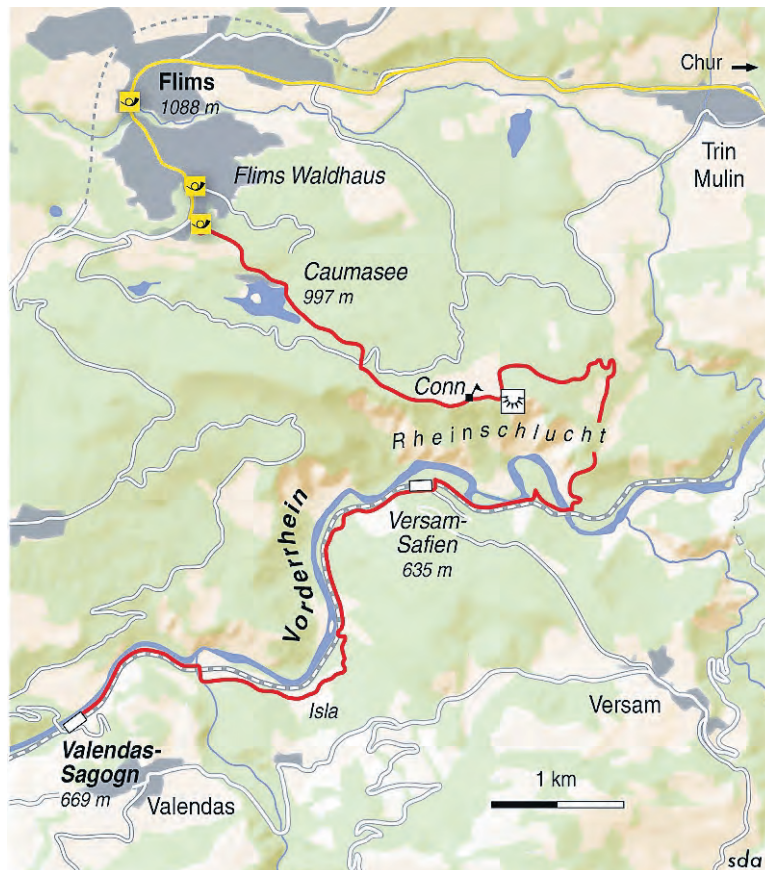 Chur
Flims
1088 m
Trin
Mulin
Flims Waldhaus
Caumasee
997 m
Conn
Rheinschlucht
Vorderrhein
Versam-
Safien
635 m
Isla
Versam
Valendas-
Sagogn
669 m
Valendas
1 km
sda